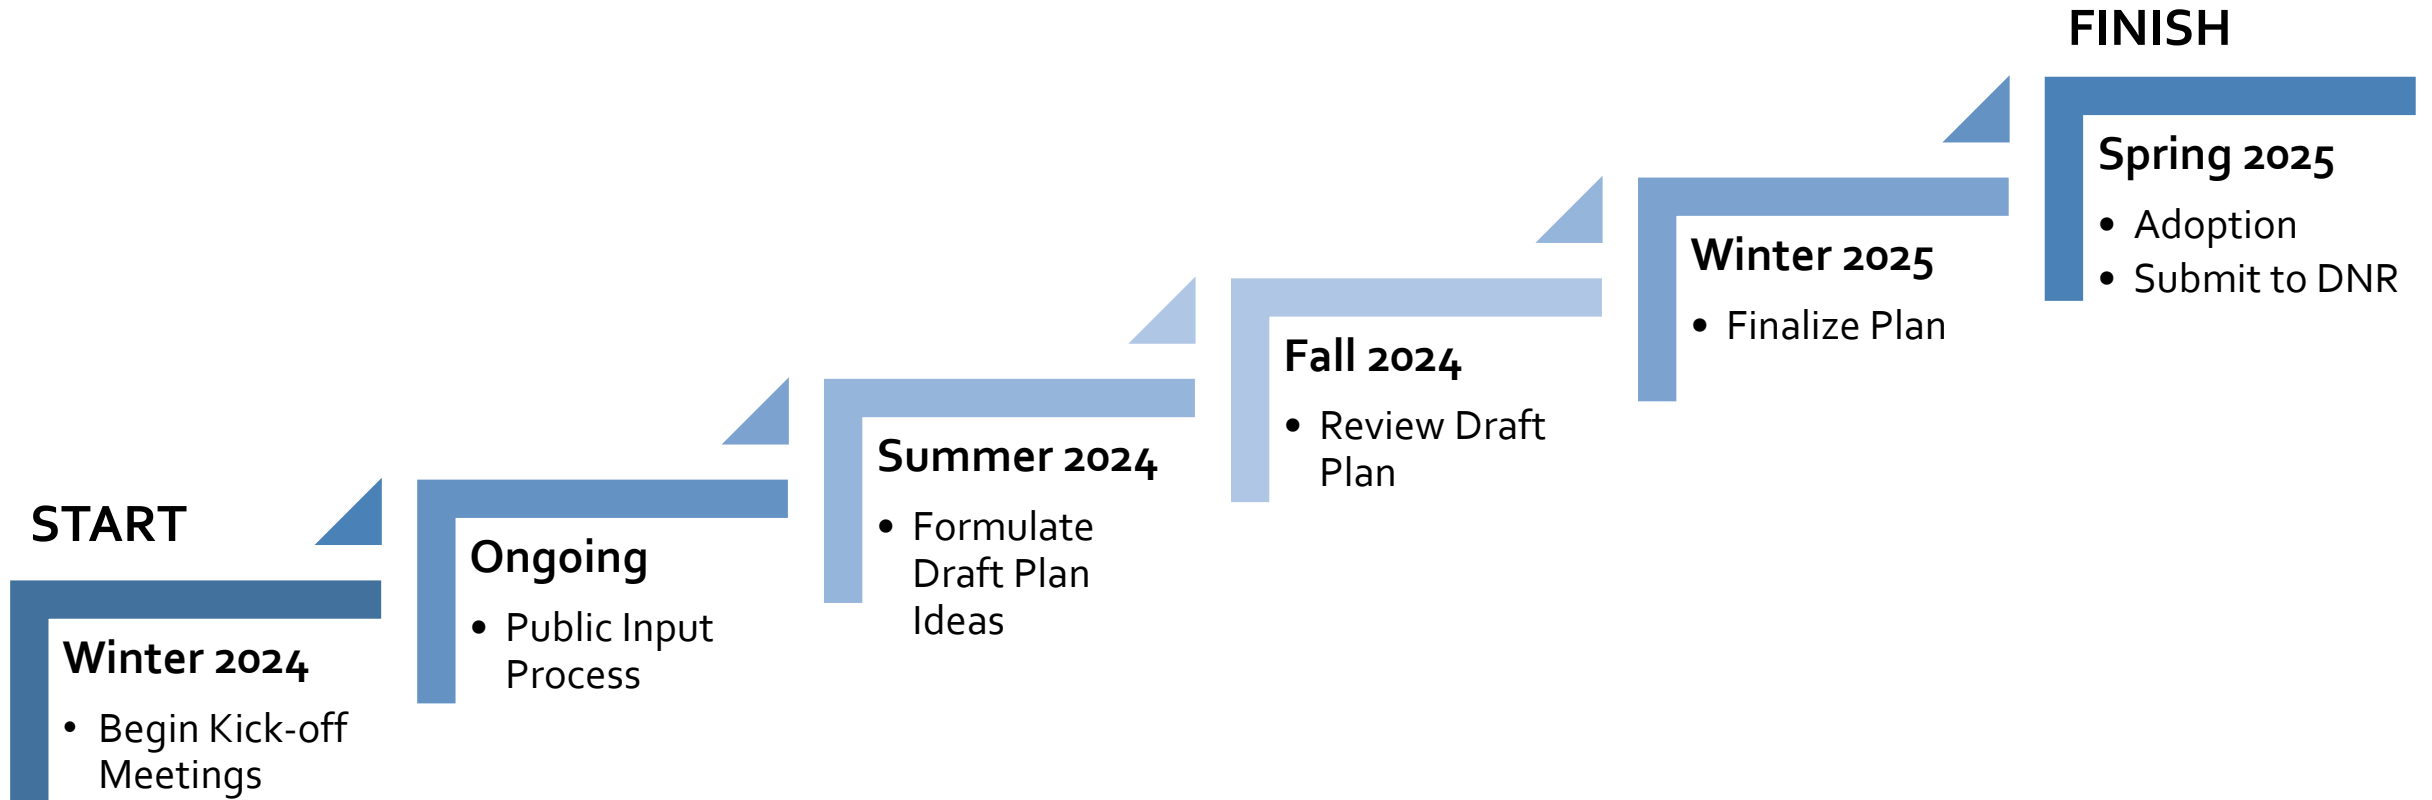 START
Winter 2024
• Begin Kick-off
Meetings
Ongoing
• Public Input
Process
Summer 2024
• Formulate
Draft Plan
Ideas
Fall 2024
• Review Draft
Plan
Winter 2025
• Finalize Plan
FINISH
Spring 2025
• Adoption
• Submit to DNR